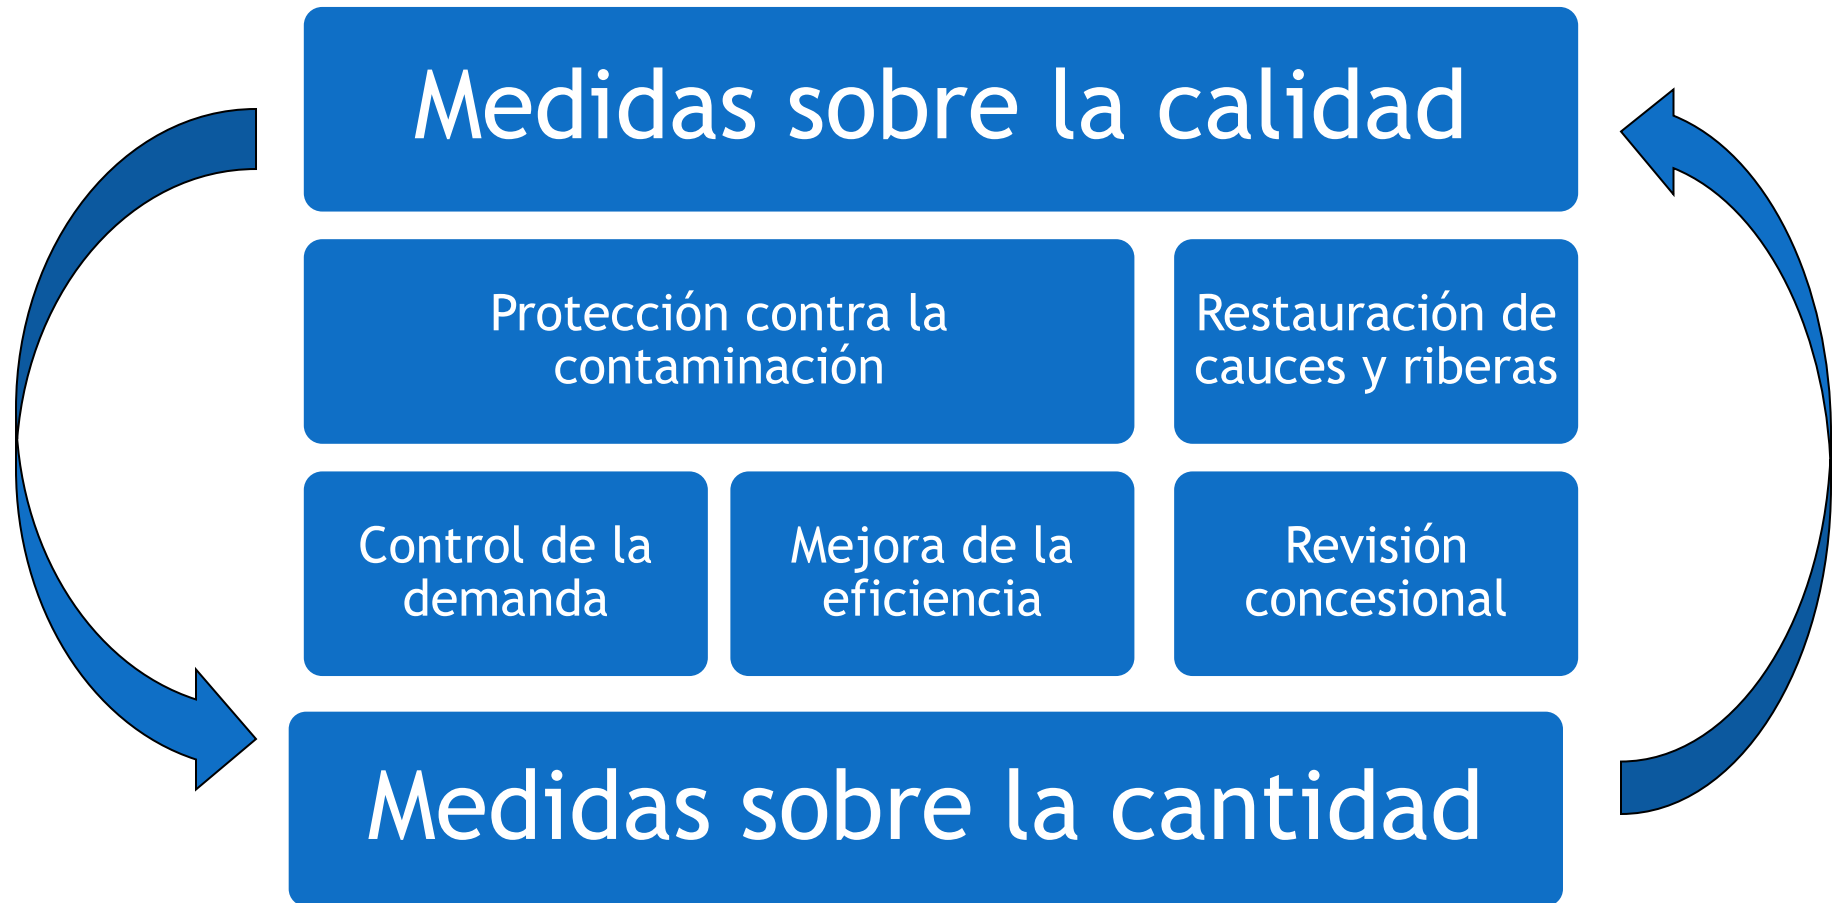 Medidas sobre la calidad
Protección contra la
contaminación
Restauración de
cauces y riberas
Control de la
demanda
Mejora de la
eficiencia
Revisión
concesional
Medidas sobre la cantidad